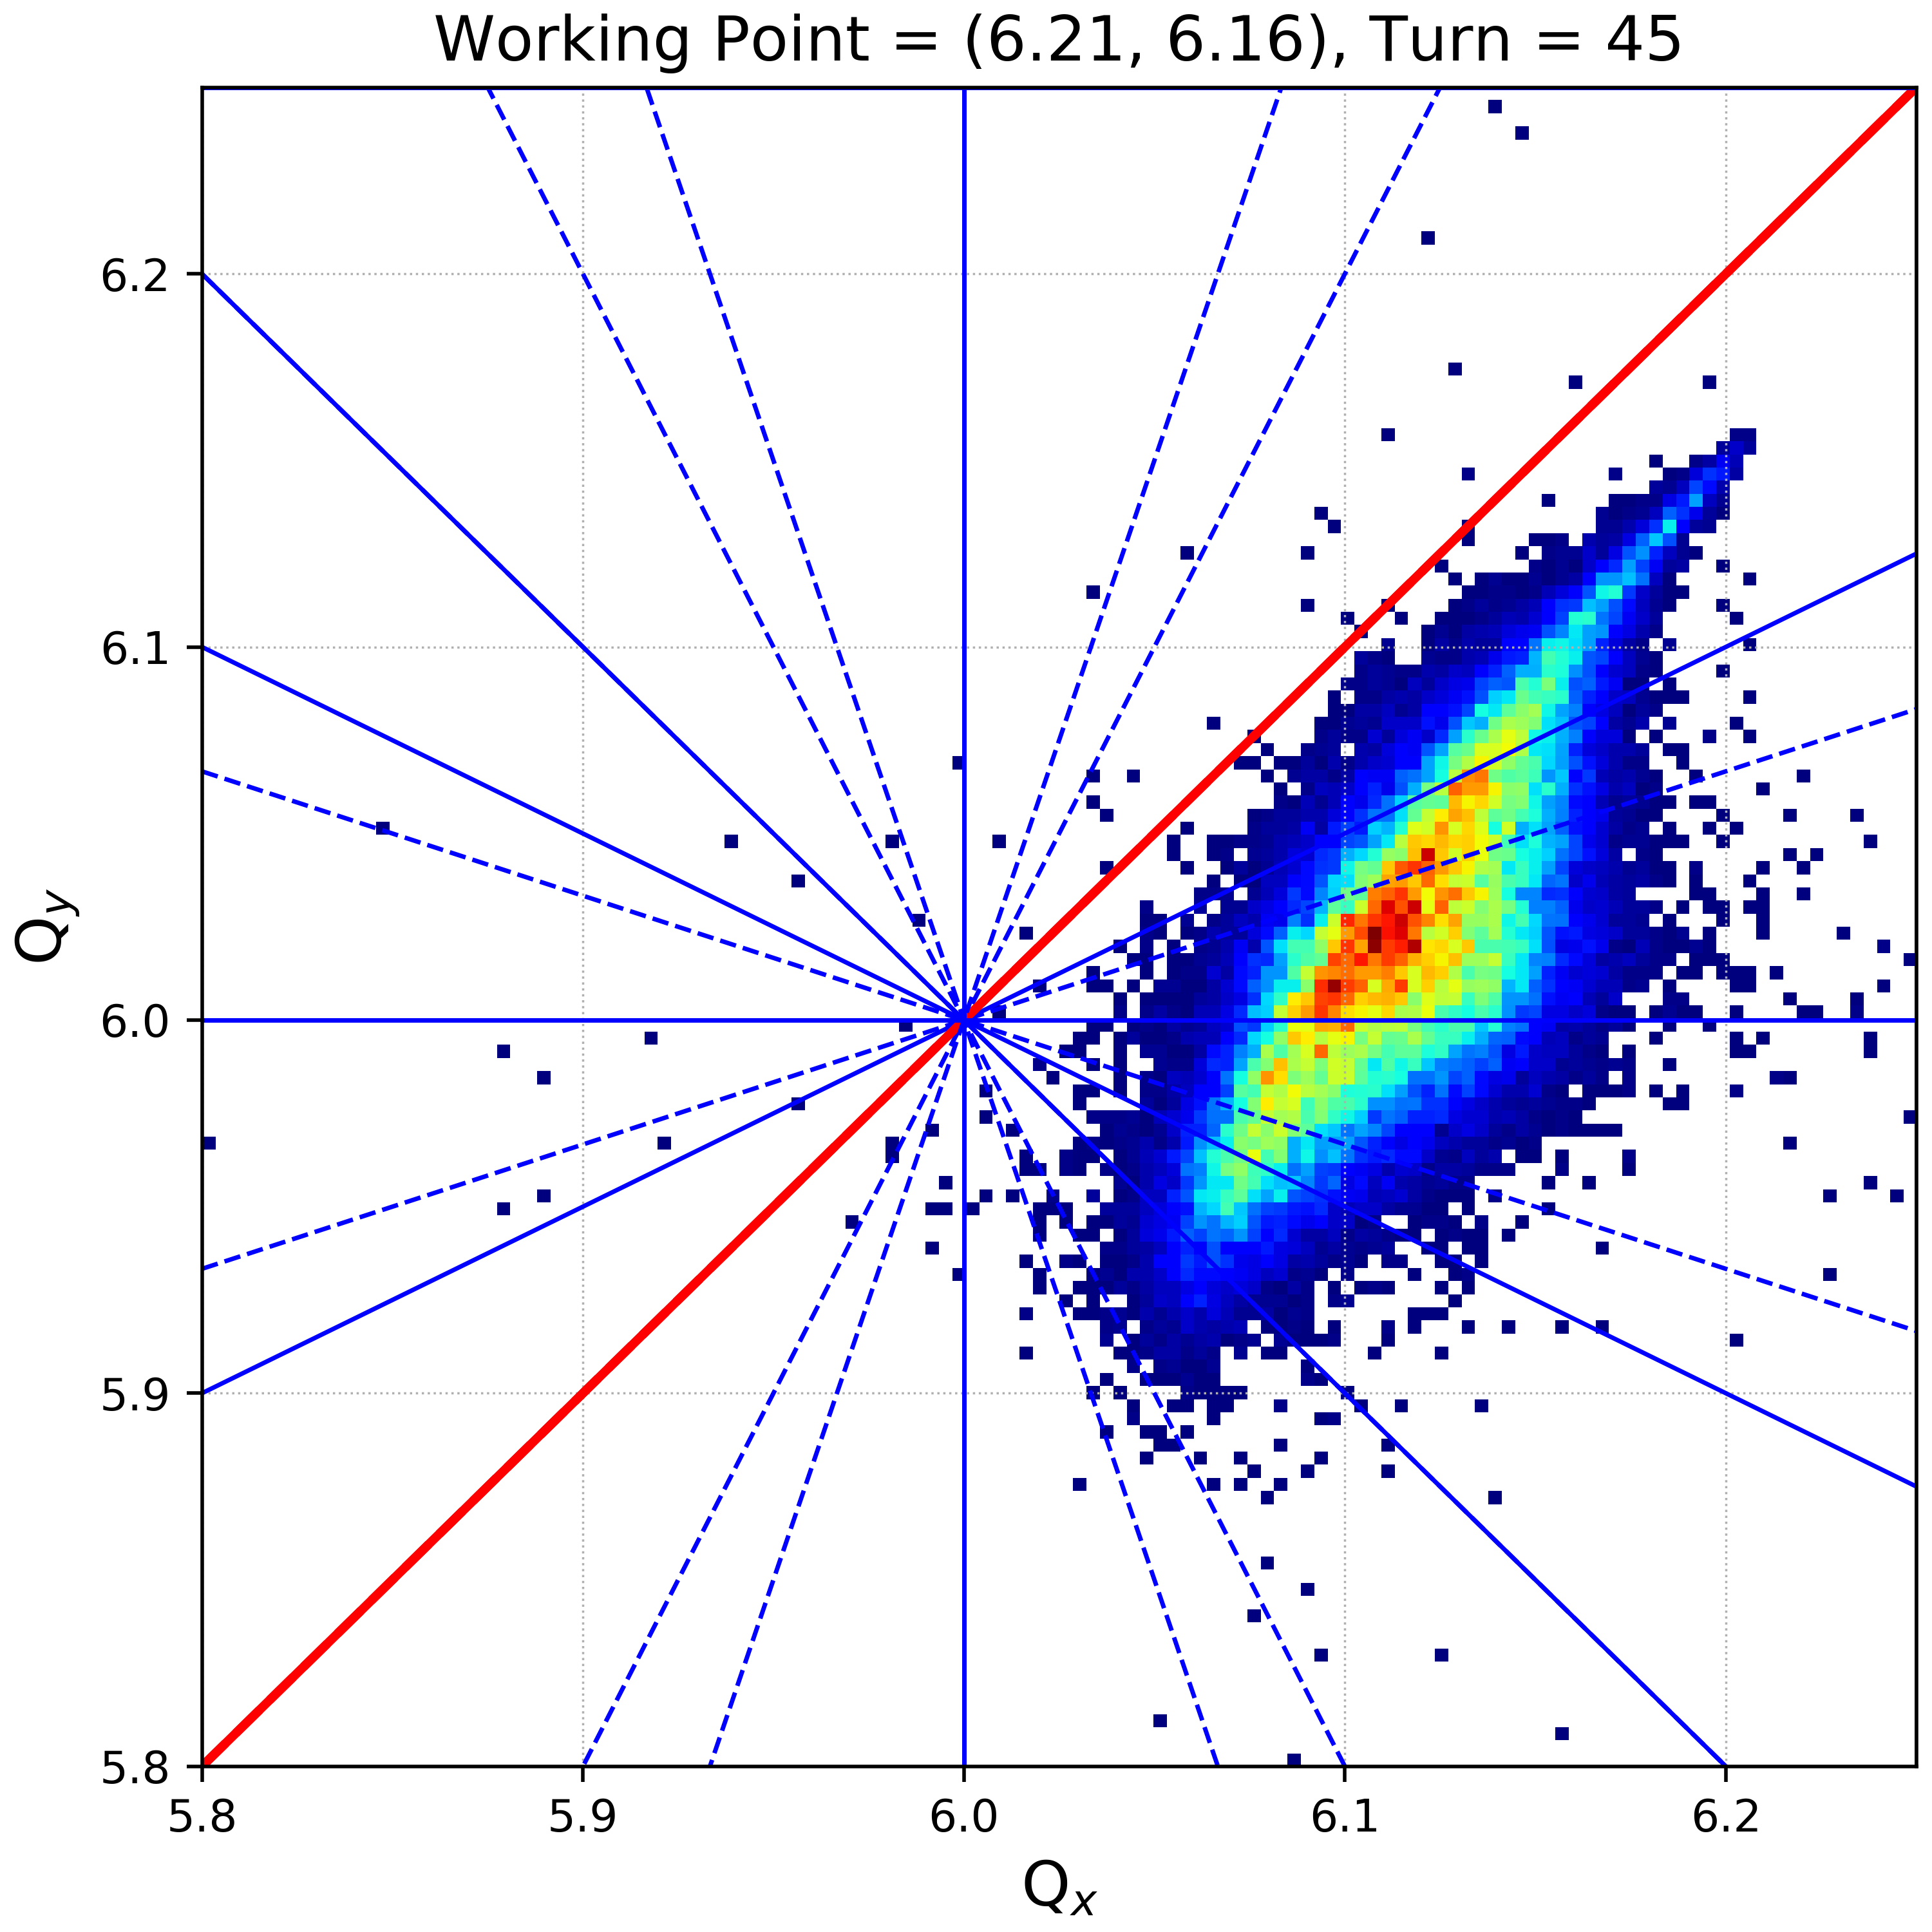 Working Point = (6.21, 6.16), Turn = 45
6.2
6.1
6.0
5.9
5.8
Qy
5.8 5.9 6.0 6.1 6.2
Qx